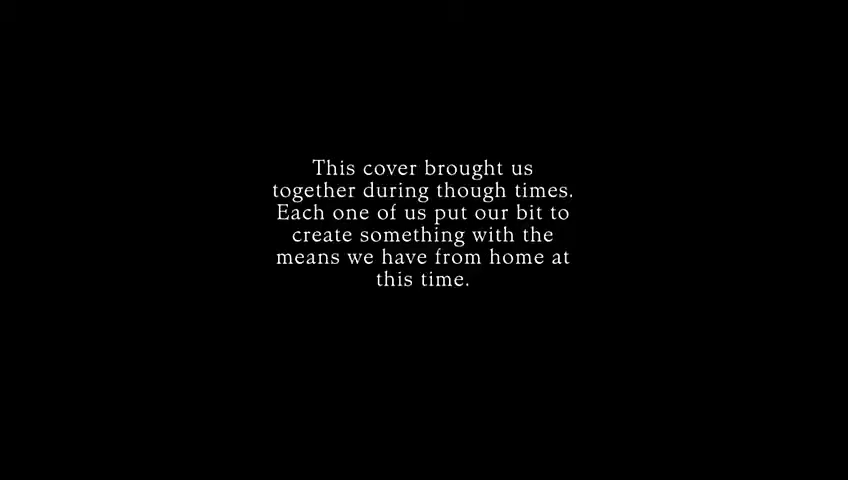 This cover brought us
together during though times.
Each one of us put our bit to
create something with the
means we have from home at
this time.